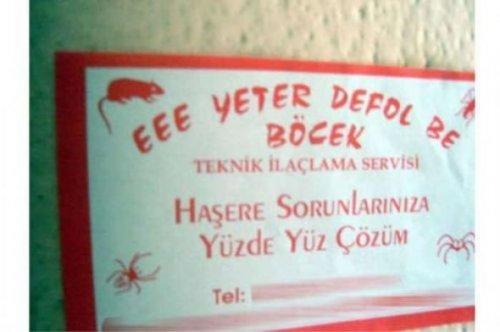 EEE YETER DEFOL BE
BÖCEK
TEKNİK İLAÇLAMA SERVİSİ
HAŞERE SORUNLARINIZA
YÜZDE YÜZ ÇÖZÜM
Tel: